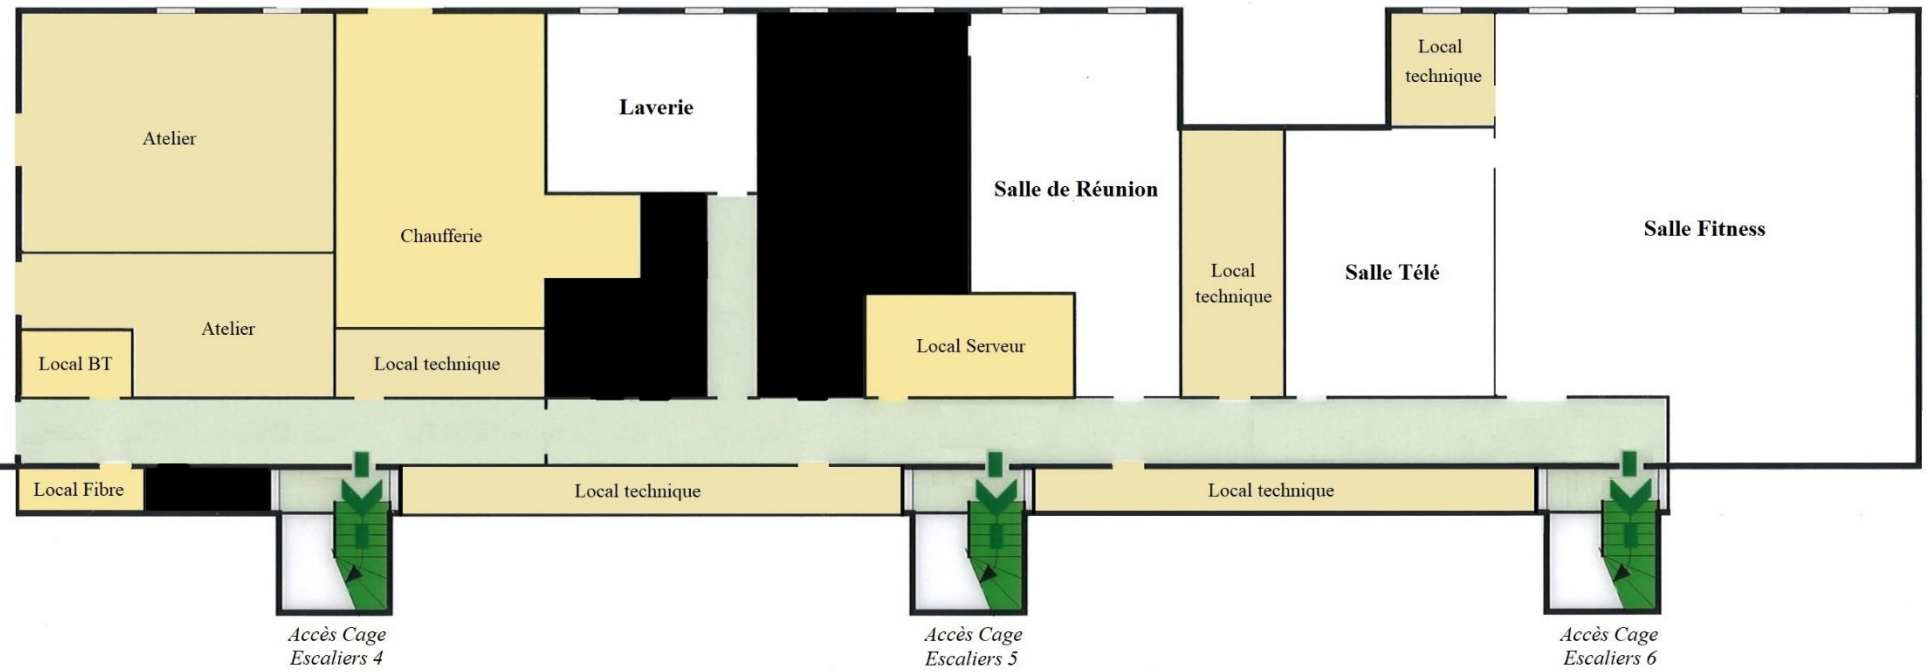 Local
technique
Laverie
Atelier
Salle de Réunion
Salle Fitness
Chaufferie
Local
technique
Salle Télé
Atelier
Local Serveur
Local BT
Local technique
Local Fibre
Local technique
Local technique
Accès Cage
Escaliers 4
Accès Cage
Escaliers 5
Accès Cage
Escaliers 6